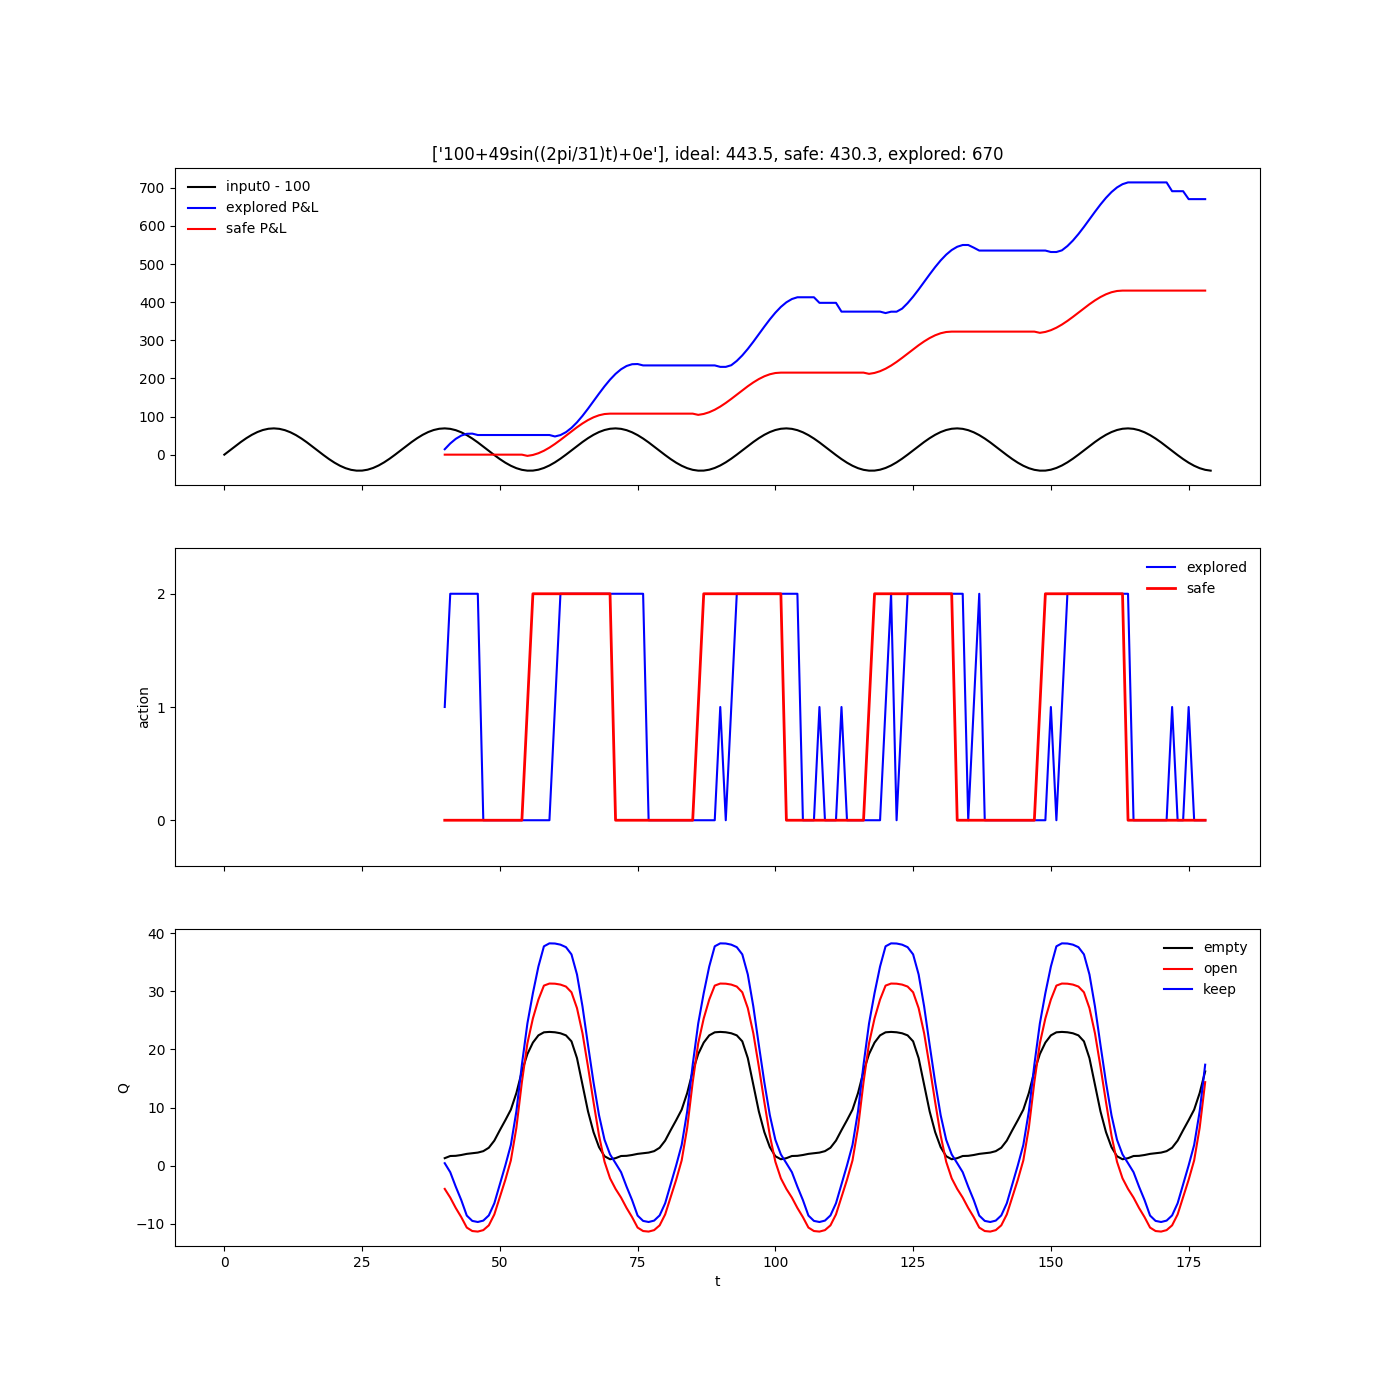 ['100+49sin((2pi/31)t)+0e'], ideal: 443.5, safe: 430.3, explored: 670
700
600
500
400
300
200
100
0
input0 - 100
explored P&L
safe P&L
action
2
1
0
explored
safe
Q
40
30
20
10
0
−10
empty
open
keep
0 25 50 75 100 125 150 175
t